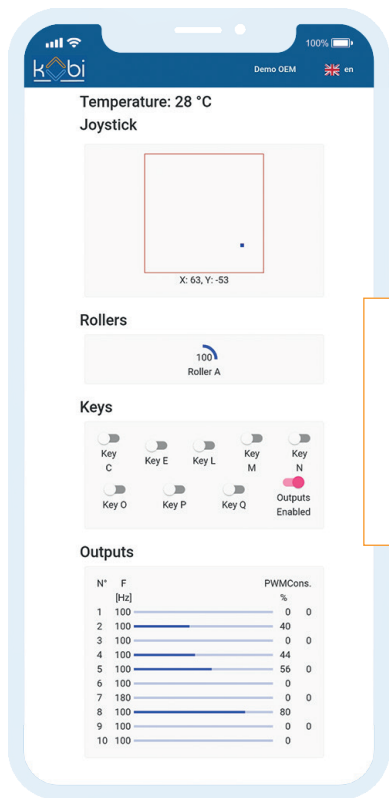 100%
kobi
Demo OEM en
Temperature: 28 °C
Joystick
X: 63, Y: -53
Rollers
100
Roller A
Keys
Key C
Key E
Key L
Key M
Key N
Key O
Key P
Key Q
Outputs Enabled
Outputs
N° F [Hz] PWM % Cons.
1 100 0 0
2 100 40
3 100 0 0
4 100 44
5 100 56 0
6 100 0
7 180 0 0
8 100 80
9 100 0 0
10 100 0